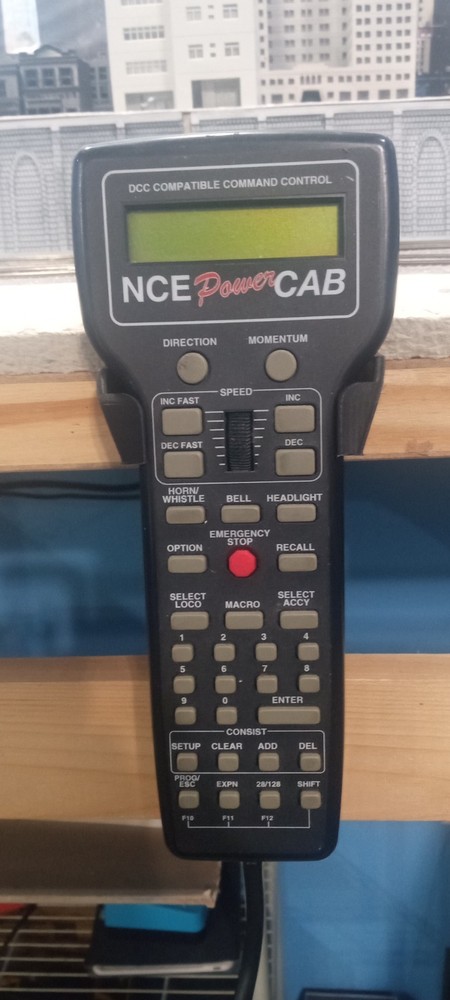 DCC COMPATIBLE COMMAND CONTROL
NCE Power CAB
DIRECTION MOMENTUM
SPEED
INC FAST INC
DEC FAST DEC
HORN/
WHISTLE BELL HEADLIGHT
EMERGENCY
STOP
OPTION RECALL
SELECT
LOCO MACRO SELECT
ACCY
1 2 3 4
5 6 7 8
9 0 ENTER
CONSIST
SETUP CLEAR ADD DEL
PROG/
ESC EXPN 28/128 SHIFT
F10 F11 F12